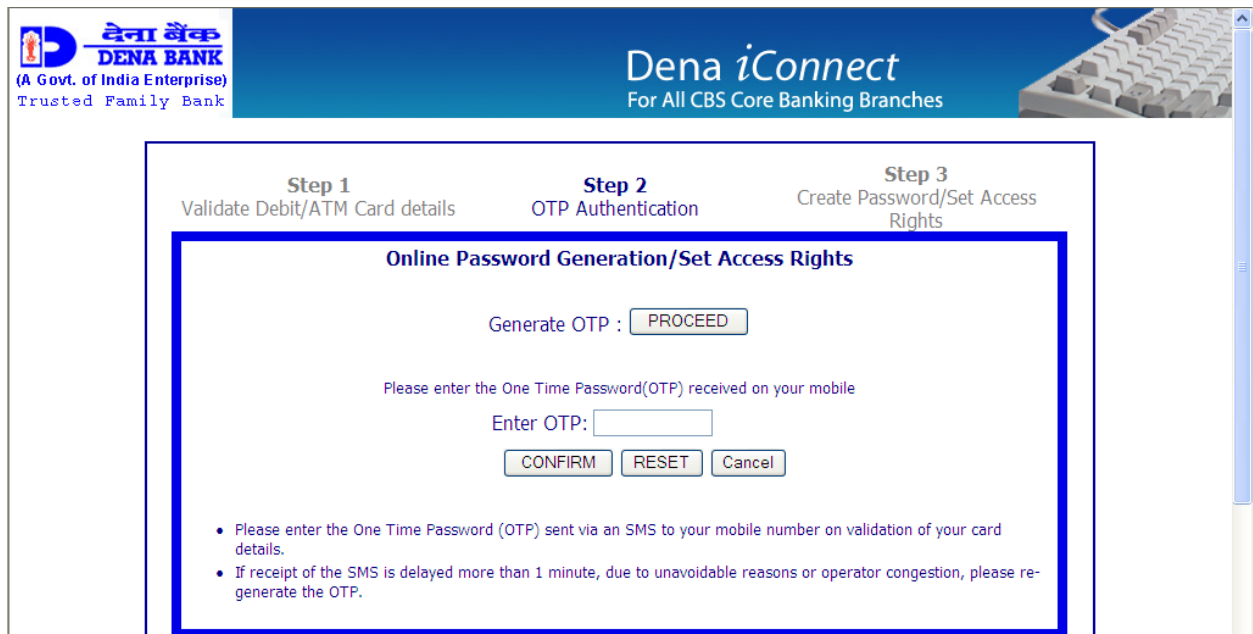 देना बैंक
DENA BANK
(A Govt. of India Enterprise)
Trusted Family Bank
Dena iConnect
For All CBS Core Banking Branches
Step 1
Validate Debit/ATM Card details
Step 2
OTP Authentication
Step 3
Create Password/Set Access
Rights
Online Password Generation/Set Access Rights
Generate OTP : PROCEED
Please enter the One Time Password(OTP) received on your mobile
Enter OTP:
CONFIRM RESET Cancel
• Please enter the One Time Password (OTP) sent via an SMS to your mobile number on validation of your card
details.
• If receipt of the SMS is delayed more than 1 minute, due to unavoidable reasons or operator congestion, please re-
generate the OTP.